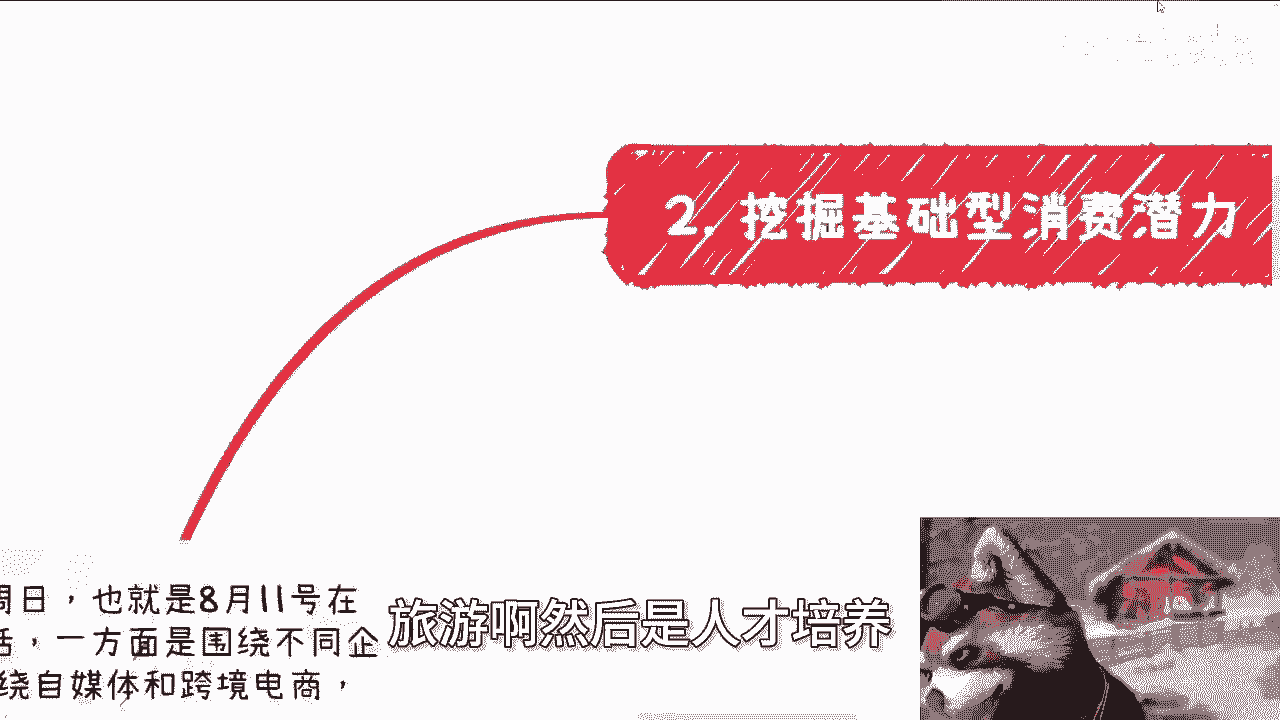 2. 挖掘基础型消费潜力
周日，也就是8月11号在
活，一方面是围绕不同企
绕自媒体和跨境电商，
旅游啊然后是人才培养